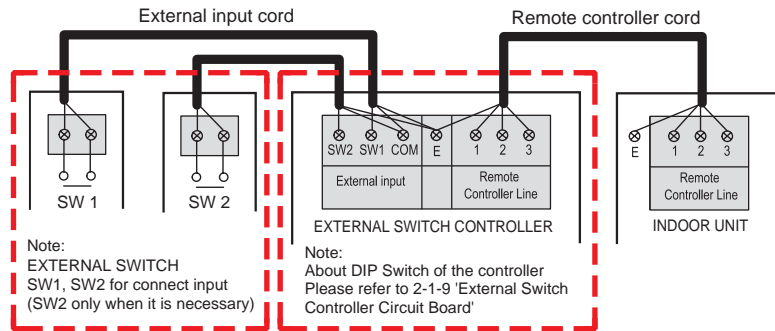 External input cord
Remote controller cord
SW 1
SW 2
SW2 SW1 COM
E
1 2 3
External input
Remote
Controller Line
E
1 2 3
Remote
Controller Line
EXTERNAL SWITCH CONTROLLER
INDOOR UNIT
Note:
EXTERNAL SWITCH
SW1, SW2 for connect input
(SW2 only when it is necessary)
Note:
About DIP Switch of the controller
Please refer to 2-1-9 'External Switch
Controller Circuit Board'